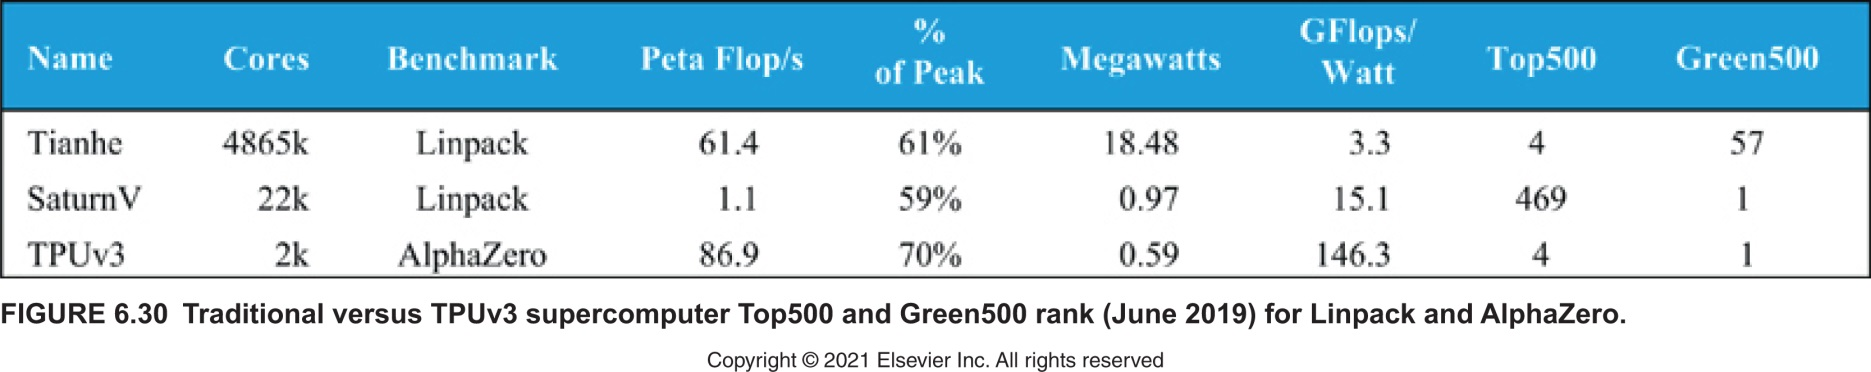 Name Cores Benchmark Peta Flop/s % of Peak Megawatts GFlops/ Watt Top500 Green500
Tianhe 4865k Linpack 61.4 61% 18.48 3.3 4 57
SaturnV 22k Linpack 1.1 59% 0.97 15.1 469 1
TPUv3 2k AlphaZero 86.9 70% 0.59 146.3 4 1
FIGURE 6.30 Traditional versus TPUv3 supercomputer Top500 and Green500 rank (June 2019) for Linpack and AlphaZero.
Copyright © 2021 Elsevier Inc. All rights reserved